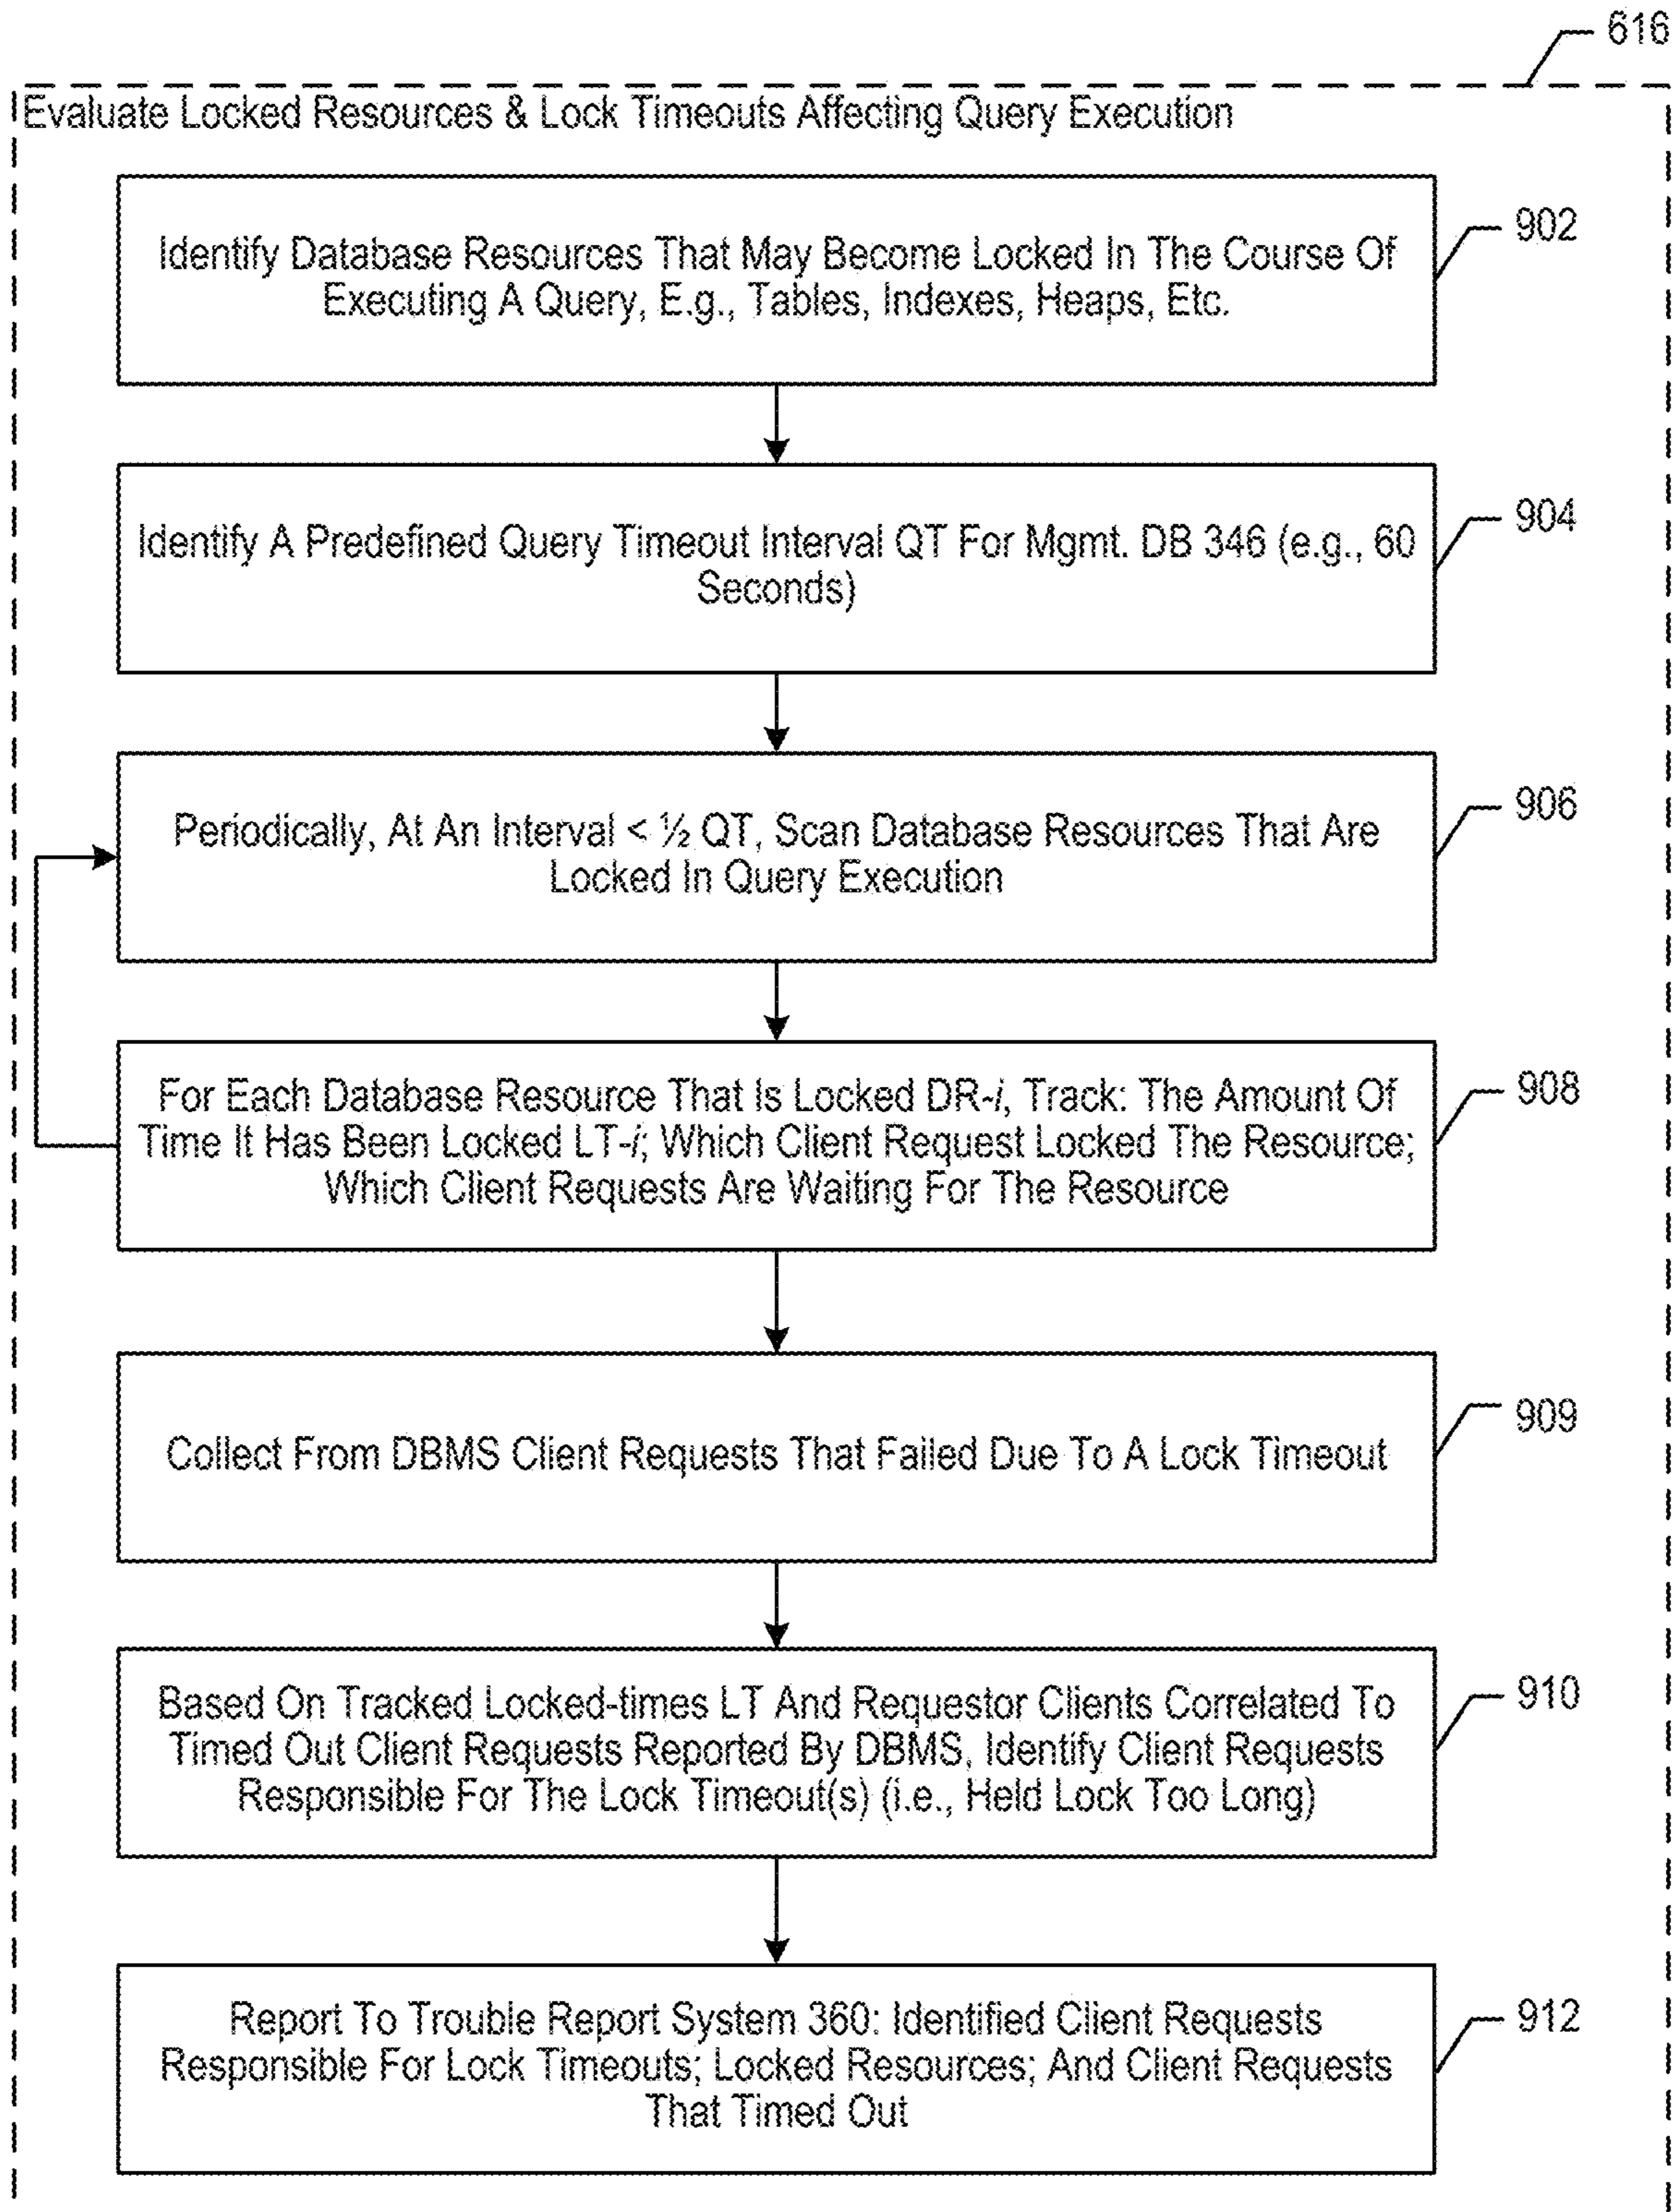 616
Evaluate Locked Resources & Lock Timeouts Affecting Query Execution
Identify Database Resources That May Become Locked In The Course Of
Executing A Query, E.g., Tables, Indexes, Heaps, Etc.
902
Identify A Predefined Query Timeout Interval QT For Mgmt. DB 346 (e.g., 60
Seconds)
904
Periodically, At An Interval < ½ QT, Scan Database Resources That Are
Locked In Query Execution
906
For Each Database Resource That Is Locked DR-i, Track: The Amount Of
Time It Has Been Locked LT-i; Which Client Request Locked The Resource;
Which Client Requests Are Waiting For The Resource
908
Collect From DBMS Client Requests That Failed Due To A Lock Timeout
909
Based On Tracked Locked-times LT And Requestor Clients Correlated To
Timed Out Client Requests Reported By DBMS, Identify Client Requests
Responsible For The Lock Timeout(s) (i.e., Held Lock Too Long)
910
Report To Trouble Report System 360: Identified Client Requests
Responsible For Lock Timeouts; Locked Resources; And Client Requests
That Timed Out
912